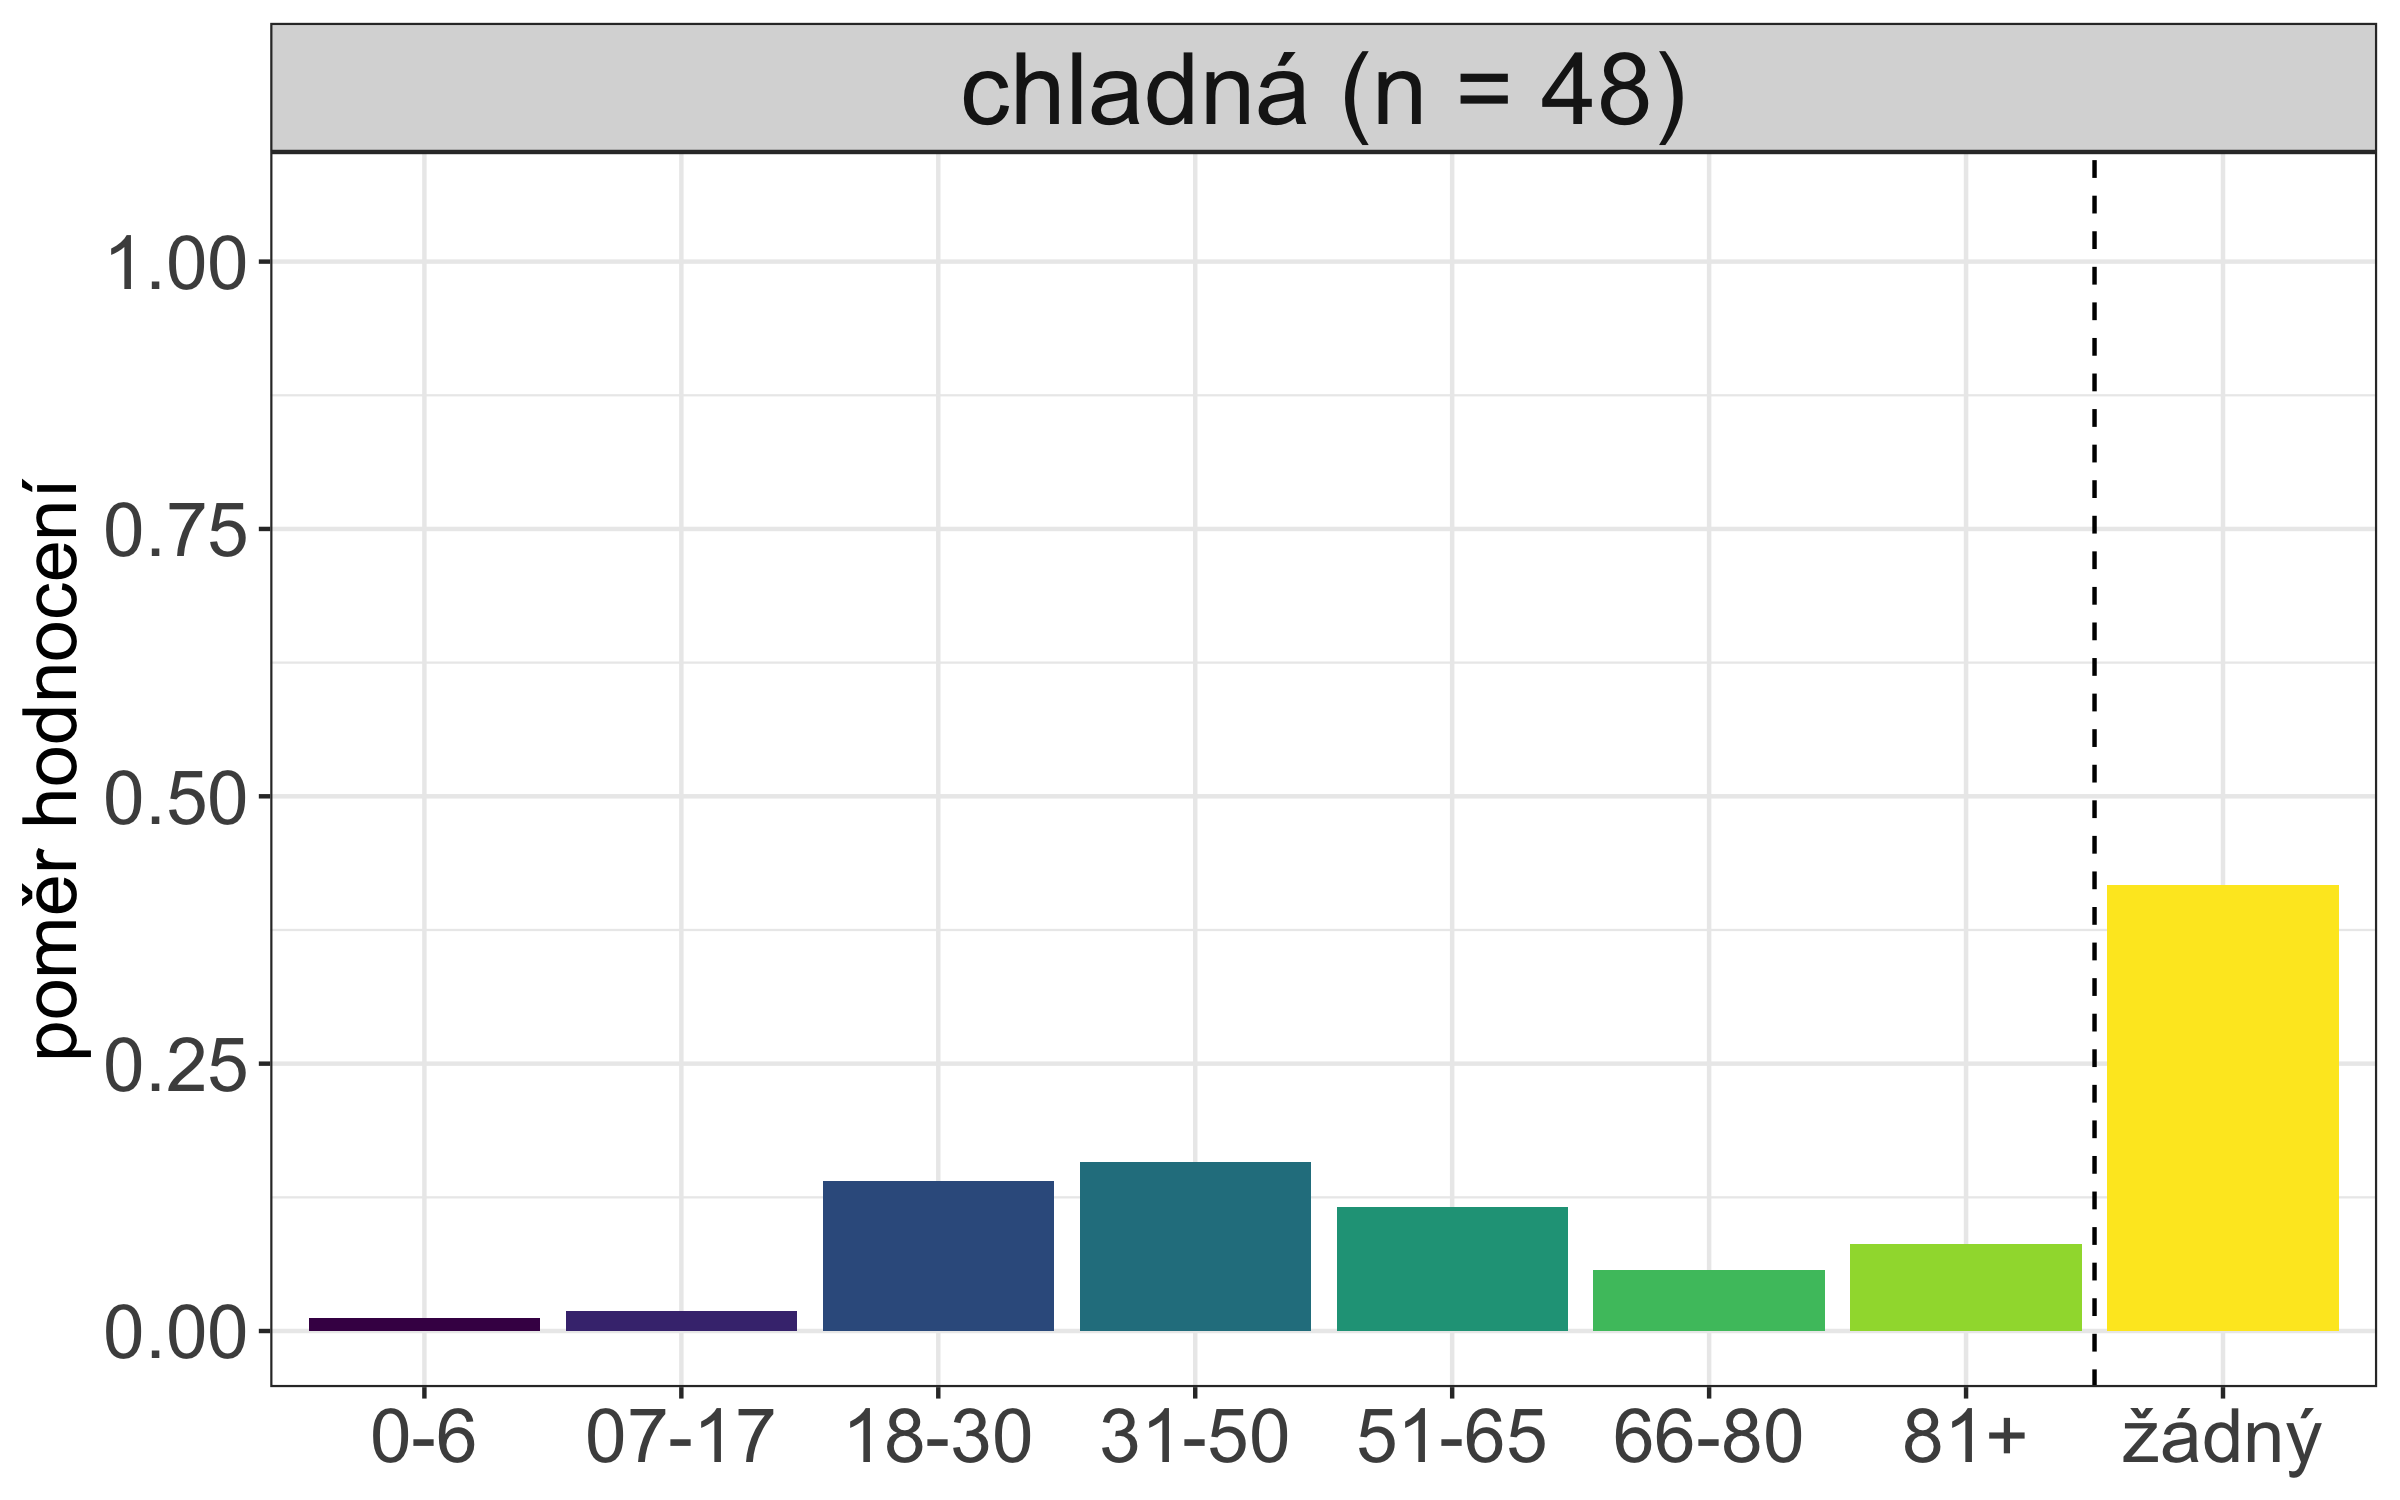 chladná (n = 48)
poměr hodnocení
1.00
0.75
0.50
0.25
0.00
0-6 07-17 18-30 31-50 51-65 66-80 81+ žádný